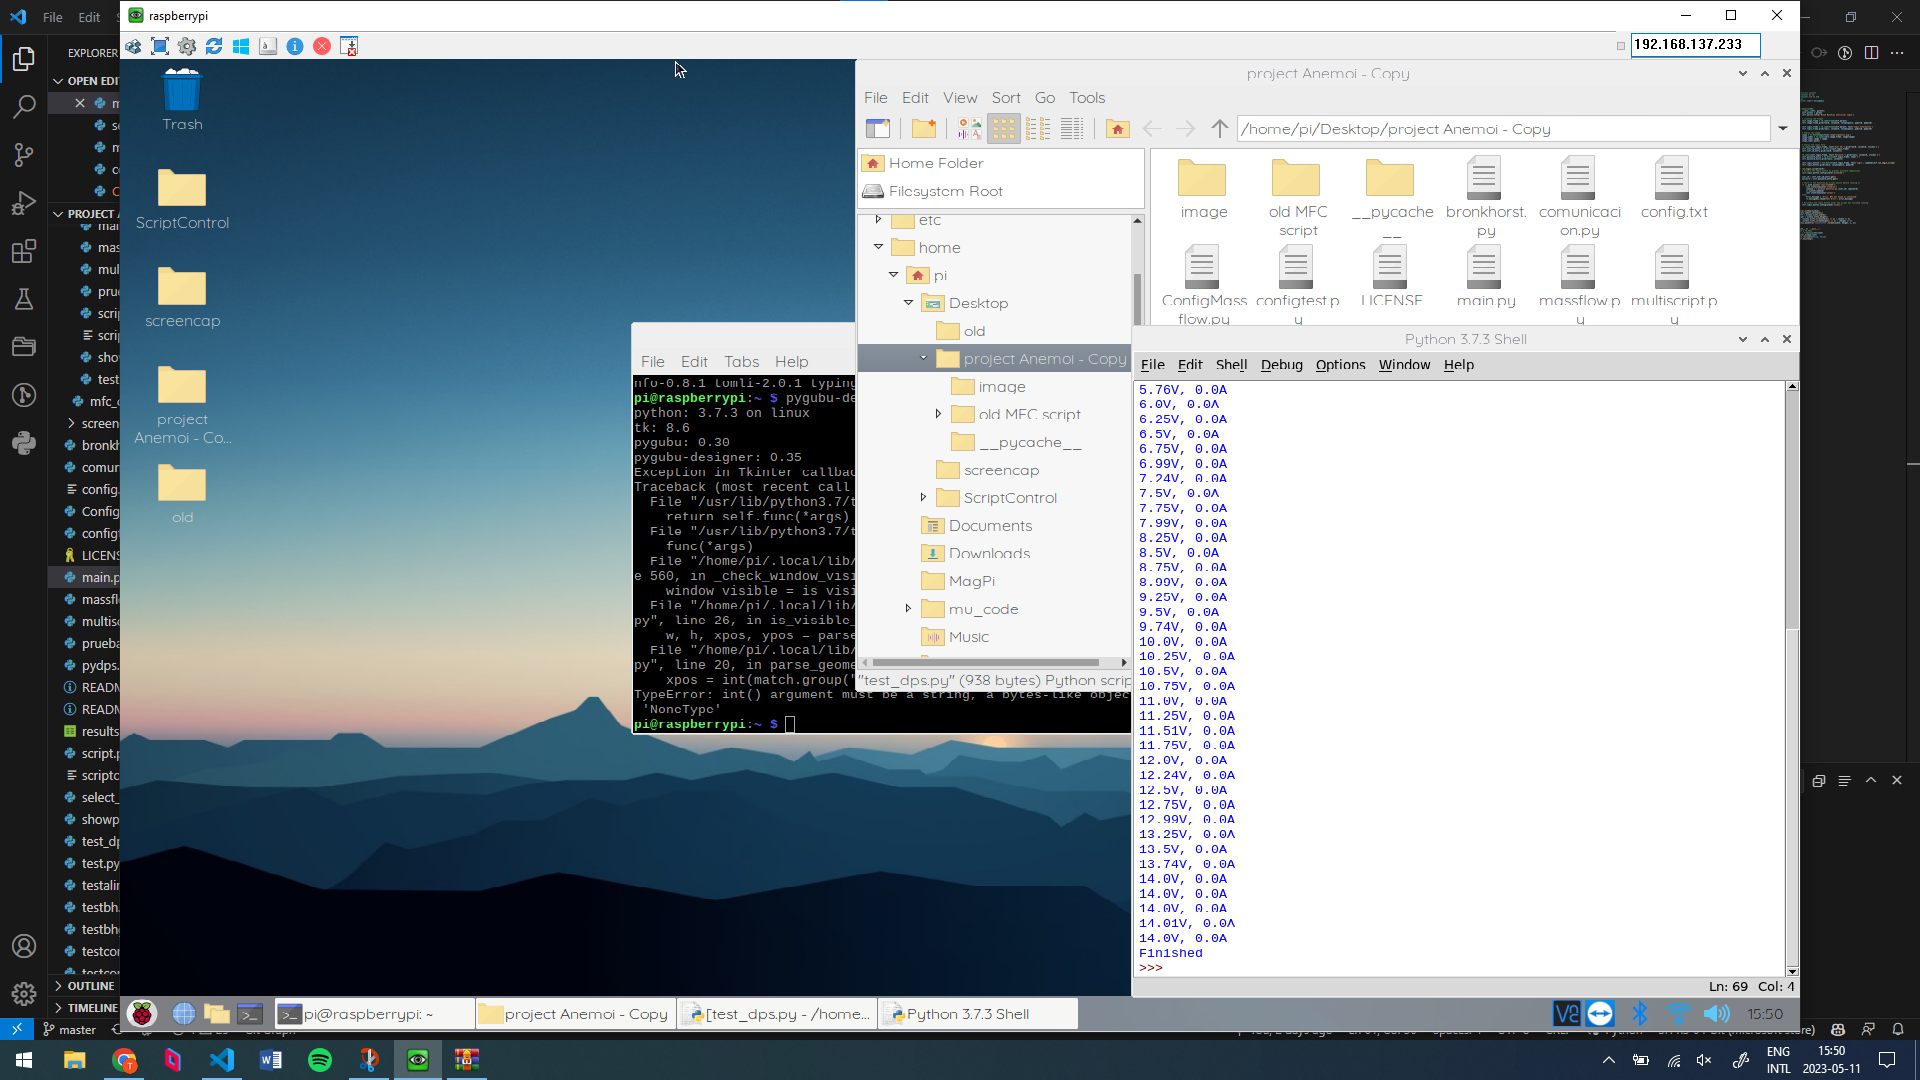 File Edit
raspberrypi
192.168.137.233
EXPLORER
OPEN EDI
PROJECT A
mas
mul
pru
scri
scri
sho
test
mfc_
screen
bronkh
comur
config.
Config
configt
LICENS
main.p
massfl
multisc
prueba
pydps.
READN
READN
results
script.p
scriptc
select_
showp
test_dp
test.py
testalir
testbh.
testbh
testcor
OUTLINE
TIMELINE
master
Trash
ScriptControl
screencap
project
Anemoi - Co...
old
File Edit Tabs Help
nfo-0.8.1 tomli-2.0.1 typing
pi@raspberrypi:~ $ pygubu-de
python: 3.7.3 on linux
tk: 8.6
pygubu: 0.30
pygubu-designer: 0.35
Exception in Tkinter callbac
Traceback (most recent call
File "/usr/lib/python3.7/t
return self.func(*args)
File "/usr/lib/python3.7/t
func(*args)
File "/home/pi/.local/lib/
e 560, in _check_window_visi
window_visible = is_visi
File "/home/pi/.local/lib/
py", line 26, in is_visible_
w, h, xpos, ypos = parse
File "/home/pi/.local/lib/
py", line 20, in parse_geome
xpos = int(match.group("
TypeError: int() argument must be a string, a bytes-like objec
'NoneType'
pi@raspberrypi:~ $
project Anemoi - Copy
File Edit View Sort Go Tools
/home/pi/Desktop/project Anemoi - Copy
Home Folder
Filesystem Root
etc
home
pi
Desktop
old
project Anemoi - Copy
image
old MFC script
__pycache__
screencap
ScriptControl
Documents
Downloads
MagPi
mu_code
Music
"test_dps.py" (938 bytes) Python scrip
image
old MFC
script
__pycache
__
bronkhorst.
py
comunicaci
on.py
config.txt
ConfigMass
flow.py
configtest.p
y
LICENSE
main.py
massflow.p
y
multiscript.p
y
Python 3.7.3 Shell
File Edit Shell Debug Options Window Help
5.76V, 0.0A
6.0V, 0.0A
6.25V, 0.0A
6.5V, 0.0A
6.75V, 0.0A
6.99V, 0.0A
7.24V, 0.0A
7.5V, 0.0A
7.75V, 0.0A
7.99V, 0.0A
8.25V, 0.0A
8.5V, 0.0A
8.75V, 0.0A
8.99V, 0.0A
9.25V, 0.0A
9.5V, 0.0A
9.74V, 0.0A
10.0V, 0.0A
10.25V, 0.0A
10.5V, 0.0A
10.75V, 0.0A
11.0V, 0.0A
11.25V, 0.0A
11.51V, 0.0A
11.75V, 0.0A
12.0V, 0.0A
12.24V, 0.0A
12.5V, 0.0A
12.75V, 0.0A
12.99V, 0.0A
13.25V, 0.0A
13.5V, 0.0A
13.74V, 0.0A
14.0V, 0.0A
14.0V, 0.0A
14.0V, 0.0A
14.01V, 0.0A
14.0V, 0.0A
Finished
>>>
Ln: 69 Col: 4
pi@raspberrypi: ~
project Anemoi - Copy
[test_dps.py - /home...
Python 3.7.3 Shell
15:50
ENG
INTL
15:50
2023-05-11